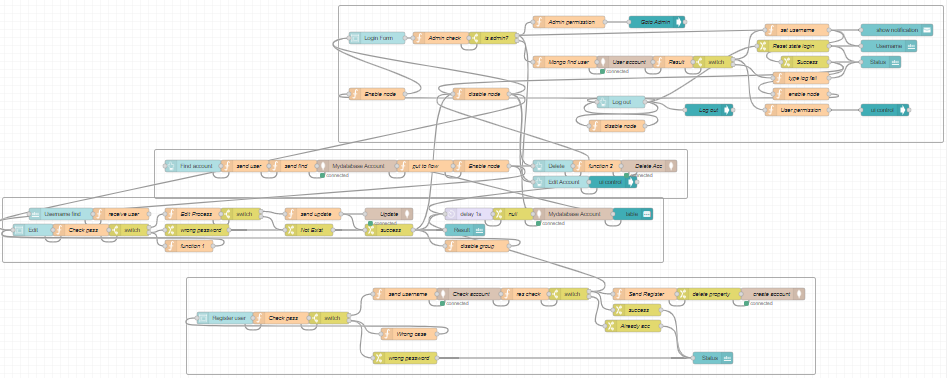 Admin permission
Goto Admin
Login Form
Admin check
is admin?
set username
show notification
Reset state login
Username
Mongo find user
User account
Result
switch
Success
Status
connected
type log fail
Enable node
disable node
enable node
Log out
Log out
User permission
ui control
disable node
Find account
send user
send find
Mydatabase Account
put to flow
Enable node
Delete
function 2
Delete Acc
connected
connected
Edit Account
ui control
Username find
receive user
Edit Process
switch
send update
Update
delay 1s
null
Mydatabase Account
table
connected
connected
Edit
Check pass
switch
wrong password
Not Exist
success
Result
function 1
disable group
send username
Check account
res check
switch
Send Register
delete property
create account
connected
connected
success
Register user
Check pass
switch
Already acc
Wrong case
wrong password
Status